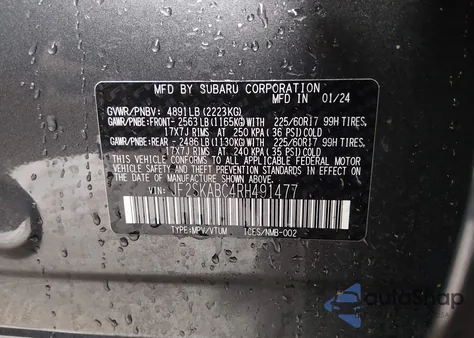 MFD BY SUBARU CORPORATION
MFD. IN 01/24
GVWR/PNBV: 4891LB(2223KG)
GAWR/PNBE:FRONT- 2563LB(1165KG)WITH 225/60R17 99H TIRES,
17X7J RIMS AT 250 KPA(36 PSI)COLD
GAWR/PNBE:REAR - 2486LB(1130KG)WITH 225/60R17 99H TIRES,
17X7J RIMS AT 240 KPA(35 PSI)COLD
THIS VEHICLE CONFORMS TO ALL APPLICABLE FEDERAL MOTOR
VEHICLE SAFETY AND THEFT PREVENTION STANDARDS IN
EFFECT ON THE DATE OF MANUFACTURE SHOWN ABOVE.
VIN: JF2SKABC4RH491477
TYPE:MPV/VTUM ICES/NMB-002
autoShap